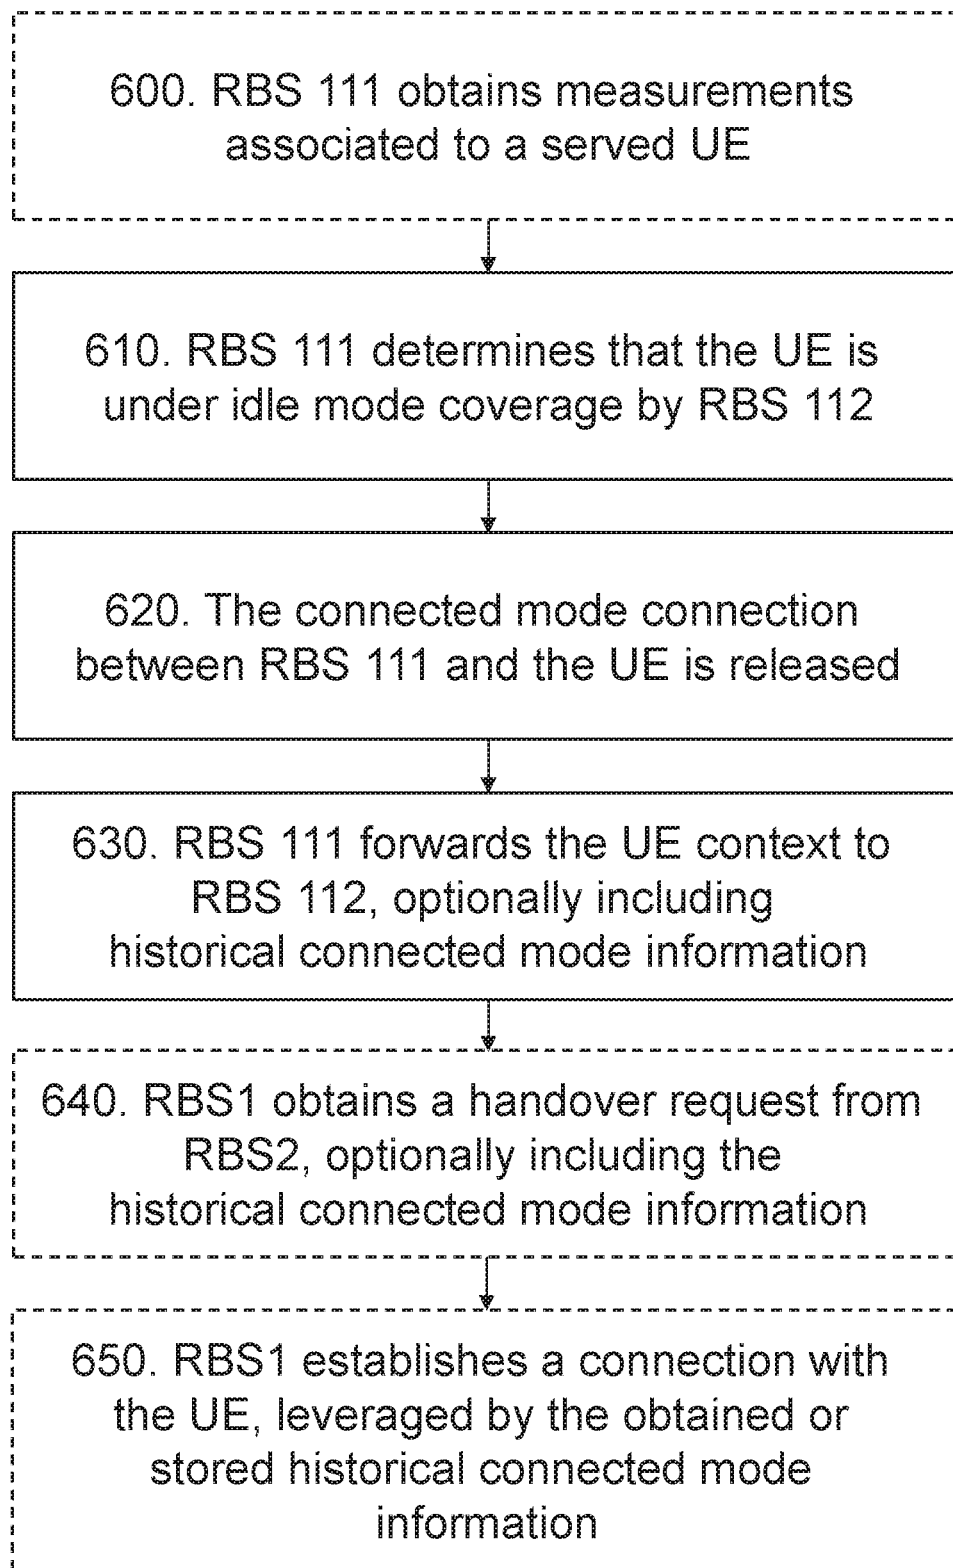 600. RBS 111 obtains measurements
associated to a served UE
610. RBS 111 determines that the UE is
under idle mode coverage by RBS 112
620. The connected mode connection
between RBS 111 and the UE is released
630. RBS 111 forwards the UE context to
RBS 112, optionally including
historical connected mode information
640. RBS1 obtains a handover request from
RBS2, optionally including the
historical connected mode information
650. RBS1 establishes a connection with
the UE, leveraged by the obtained or
stored historical connected mode
information